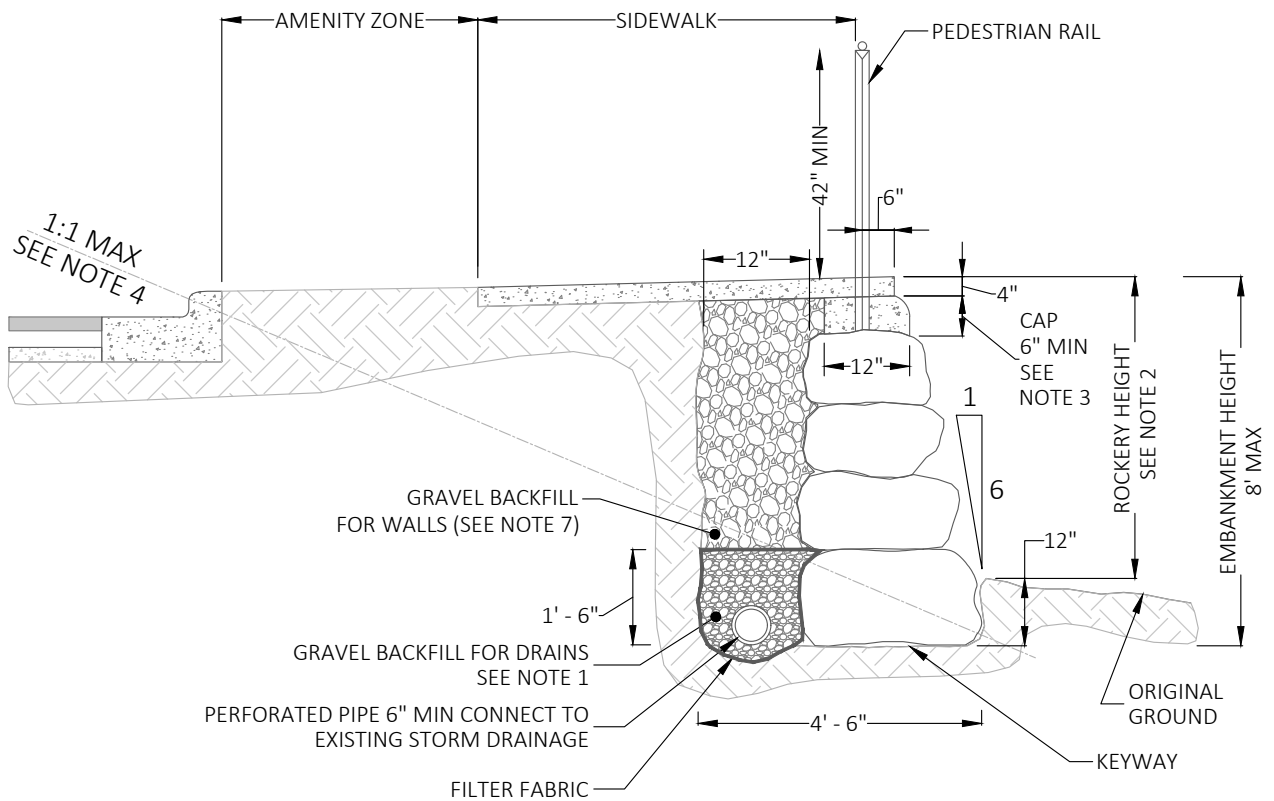 AMENITY ZONE
SIDEWALK
PEDESTRIAN RAIL
42" MIN
6"
1:1 MAX
SEE NOTE 4
12"
4"
CAP
6" MIN
SEE
NOTE 3
12"
1
6
ROCKERY HEIGHT
SEE NOTE 2
EMBANKMENT HEIGHT
8' MAX
GRAVEL BACKFILL
FOR WALLS (SEE NOTE 7)
12"
1' - 6"
GRAVEL BACKFILL FOR DRAINS
SEE NOTE 1
PERFORATED PIPE 6" MIN CONNECT TO
EXISTING STORM DRAINAGE
FILTER FABRIC
4' - 6"
ORIGINAL
GROUND
KEYWAY